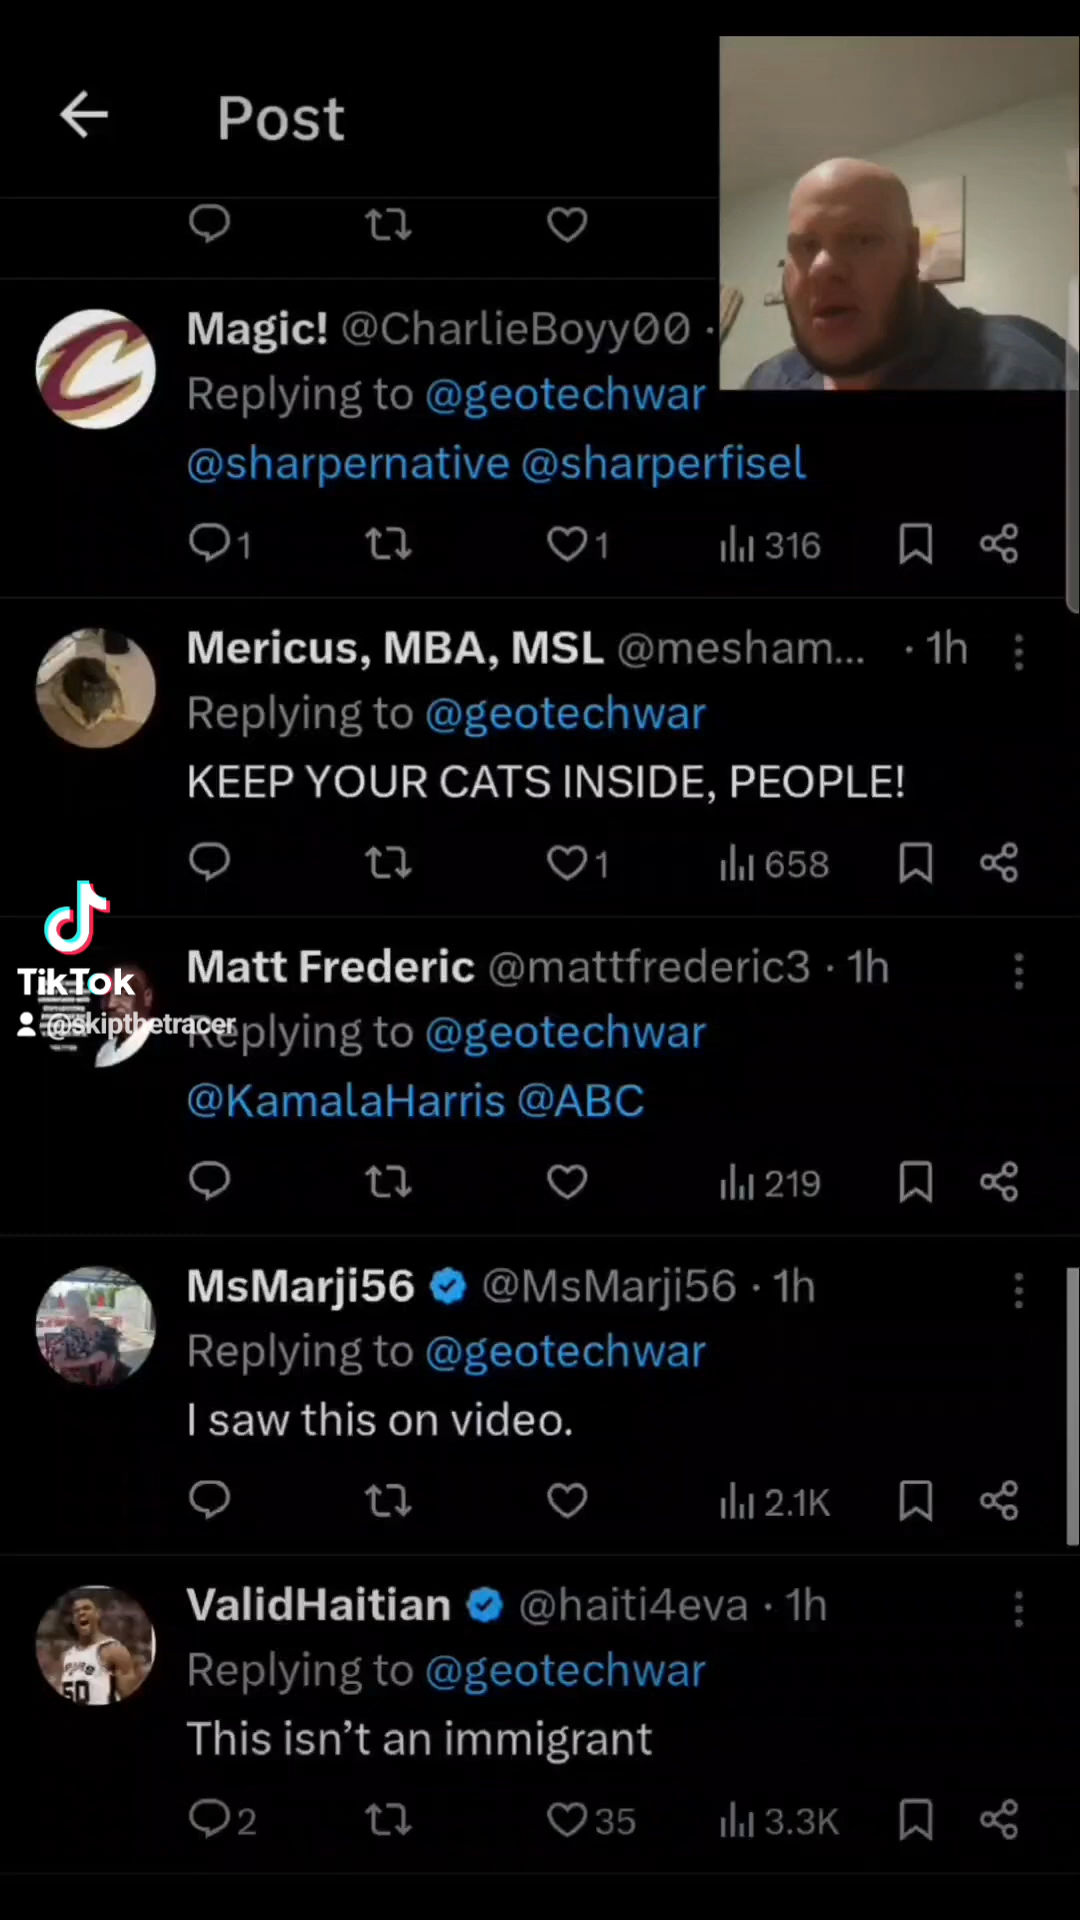 Post
Magic! @CharlieBoyy00 ·
Replying to @geotechwar
@sharpernative @sharperfisel
1 1 316
Mericus, MBA, MSL @mesham... · 1h
Replying to @geotechwar
KEEP YOUR CATS INSIDE, PEOPLE!
1 658
Matt Frederic @mattfrederic3 · 1h
TikTok
@skipthetracer
Replying to @geotechwar
@KamalaHarris @ABC
219
MsMarji56 @MsMarji56 · 1h
Replying to @geotechwar
I saw this on video.
2.1K
ValidHaitian @haiti4eva · 1h
Replying to @geotechwar
This isn’t an immigrant
2 35 3.3K